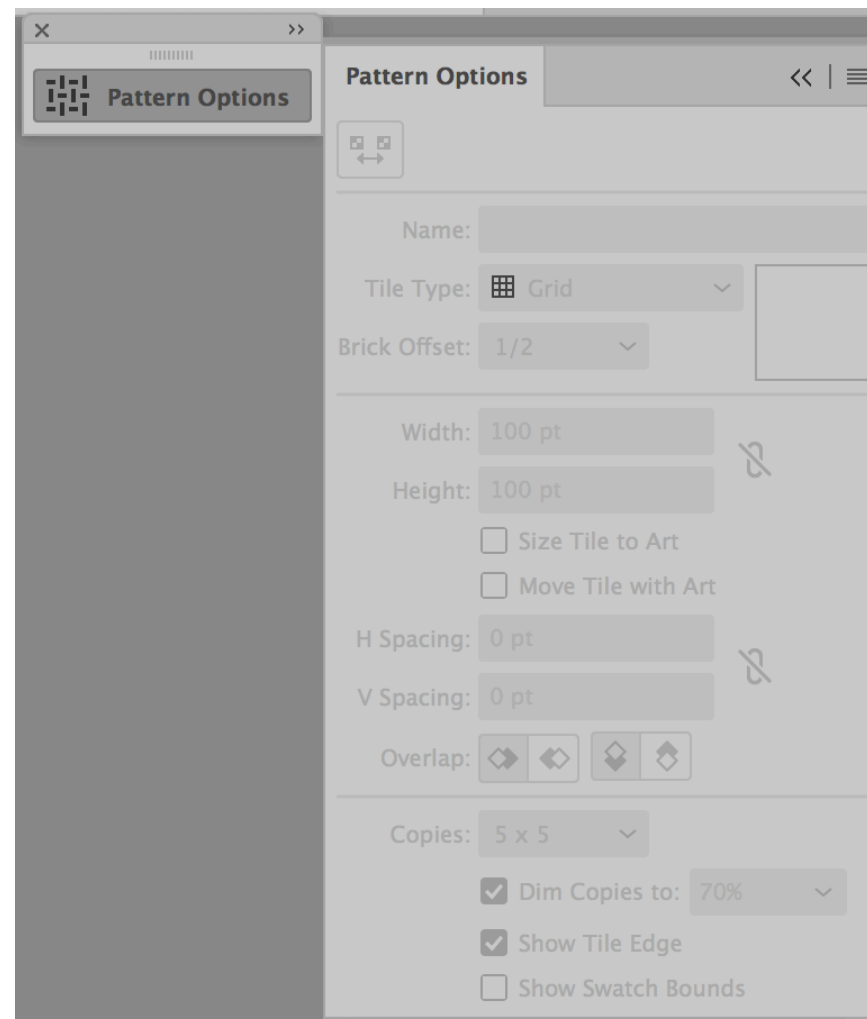 Pattern Options
Pattern Options
Name:
Tile Type: Grid
Brick Offset: 1/2
Width: 100 pt
Height: 100 pt
Size Tile to Art
Move Tile with Art
H Spacing: 0 pt
V Spacing: 0 pt
Overlap:
Copies: 5 x 5
Dim Copies to: 70%
Show Tile Edge
Show Swatch Bounds